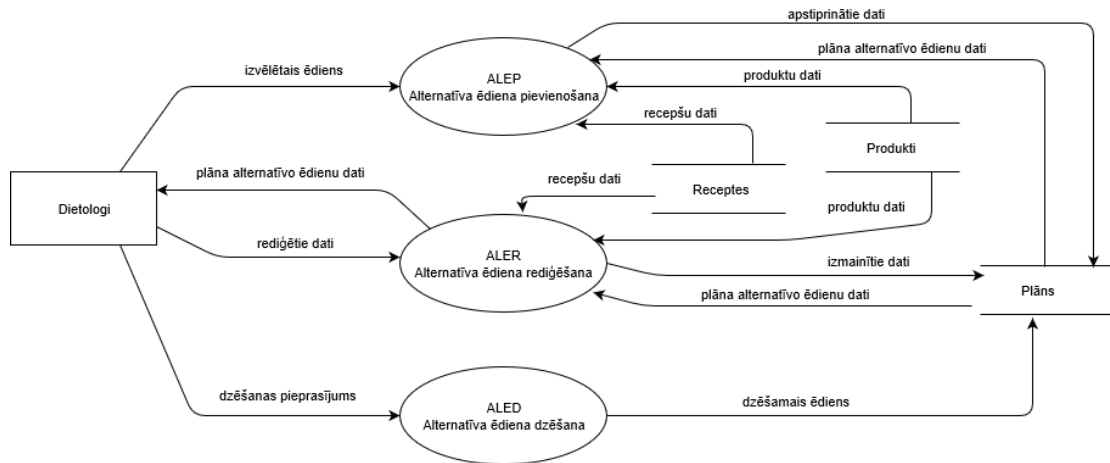 apstiprinātie dati
plāna alternatīvo ēdienu dati
izvēlētais ēdiens
ALEP
Alternatīva ēdiena pievienošana
produktu dati
recepšu dati
Produkti
plāna alternatīvo ēdienu dati
recepšu dati
Receptes
Dietologi
produktu dati
rediģētie dati
ALER
Alternatīva ēdiena rediģēšana
izmainītie dati
plāna alternatīvo ēdienu dati
Plāns
dzēšanas pieprasījums
ALED
Alternatīva ēdiena dzēšana
dzēšamais ēdiens